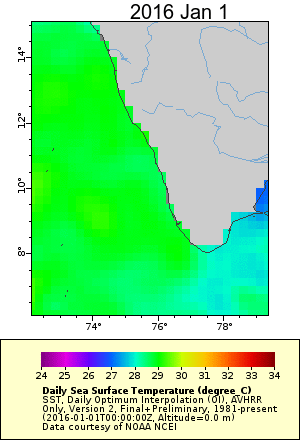 2016 Jan 1
14°
12°
10°
8°
74° 76° 78°
24 25 26 27 28 29 30 31 32 33 34
Daily Sea Surface Temperature (degree_C)
SST, Daily Optimum Interpolation (OI), AVHRR
Only, Version 2, Final+Preliminary, 1981-present
(2016-01-01T00:00:00Z, Altitude=0.0 m)
Data courtesy of NOAA NCEI